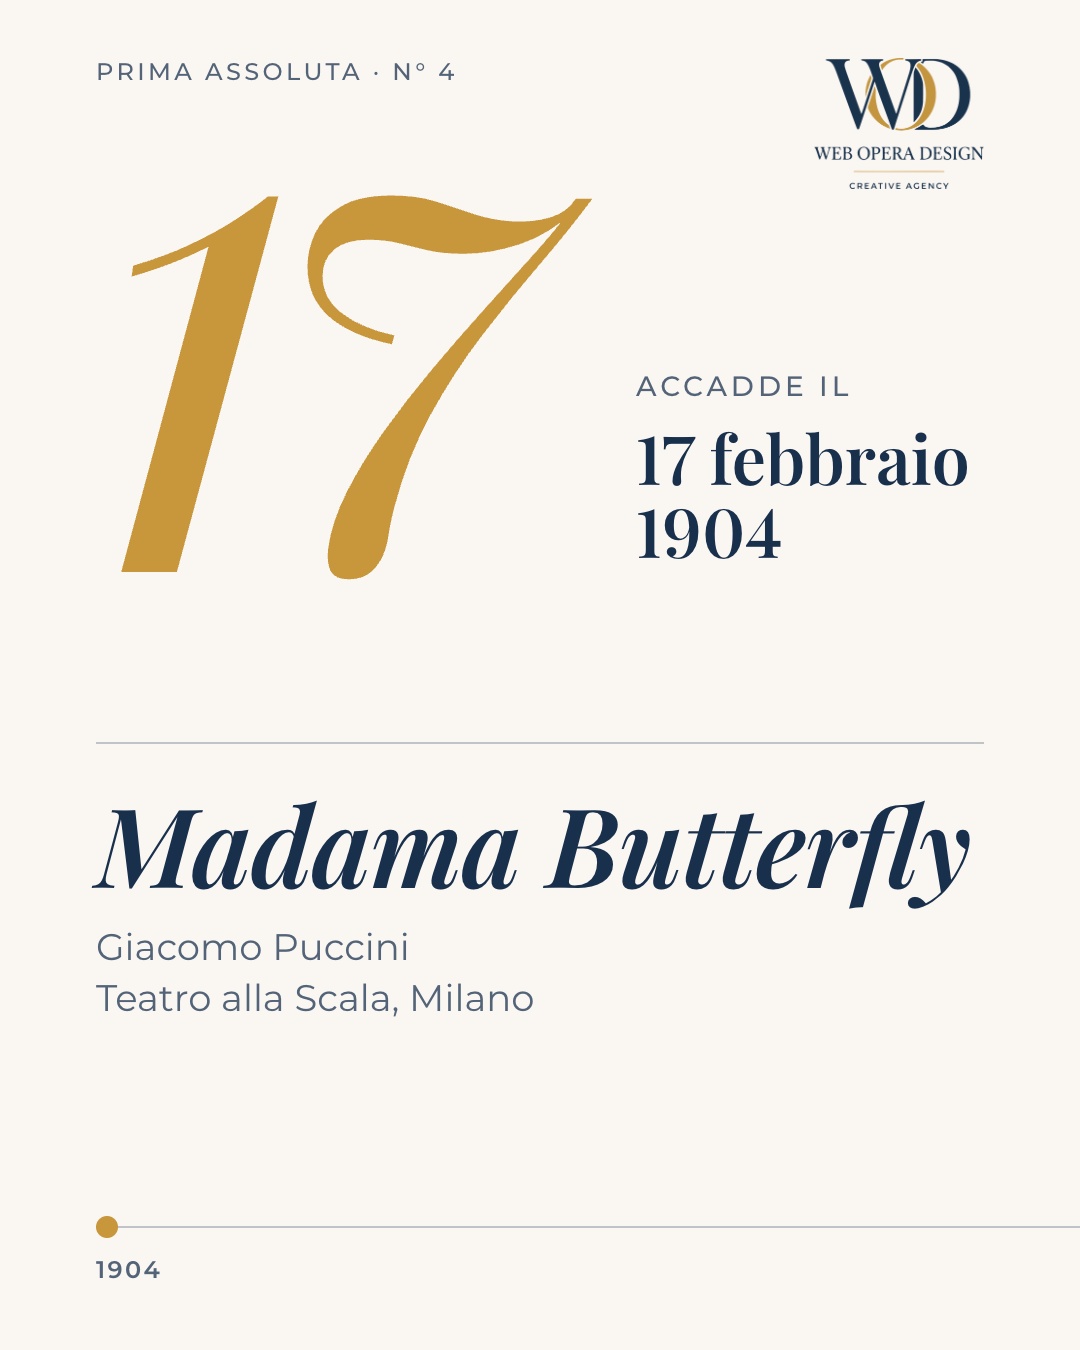 PRIMA ASSOLUTA · N° 4
WOD
WEB OPERA DESIGN
CREATIVE AGENCY
17
ACCADDE IL
17 febbraio
1904
Madama Butterfly
Giacomo Puccini
Teatro alla Scala, Milano
1904